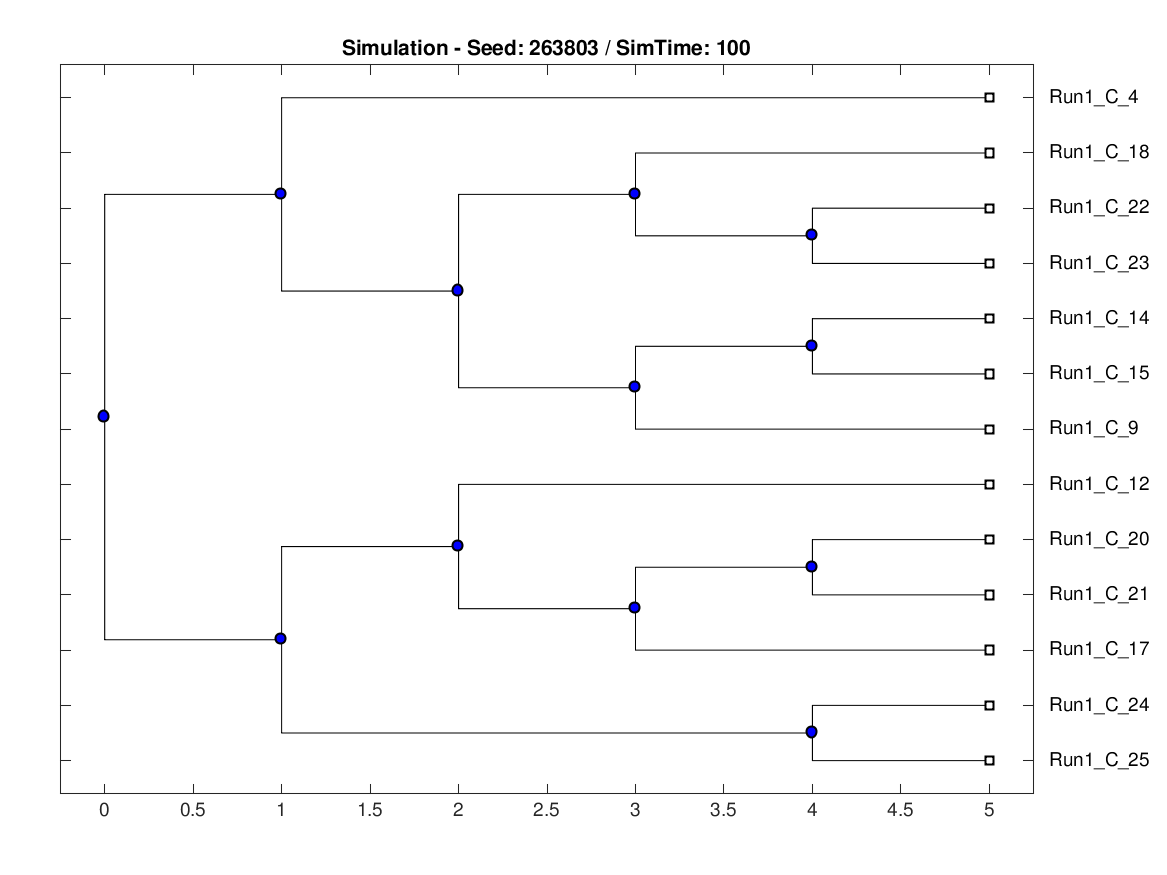 Simulation - Seed: 263803 / SimTime: 100
Run1_C_4
Run1_C_18
Run1_C_22
Run1_C_23
Run1_C_14
Run1_C_15
Run1_C_9
Run1_C_12
Run1_C_20
Run1_C_21
Run1_C_17
Run1_C_24
Run1_C_25
0 0.5 1 1.5 2 2.5 3 3.5 4 4.5 5